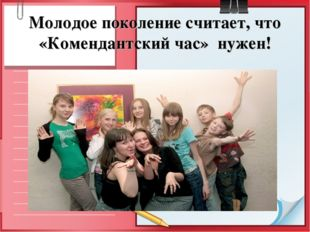 Молодое поколение считает, что
«Комендантский час»  нужен!